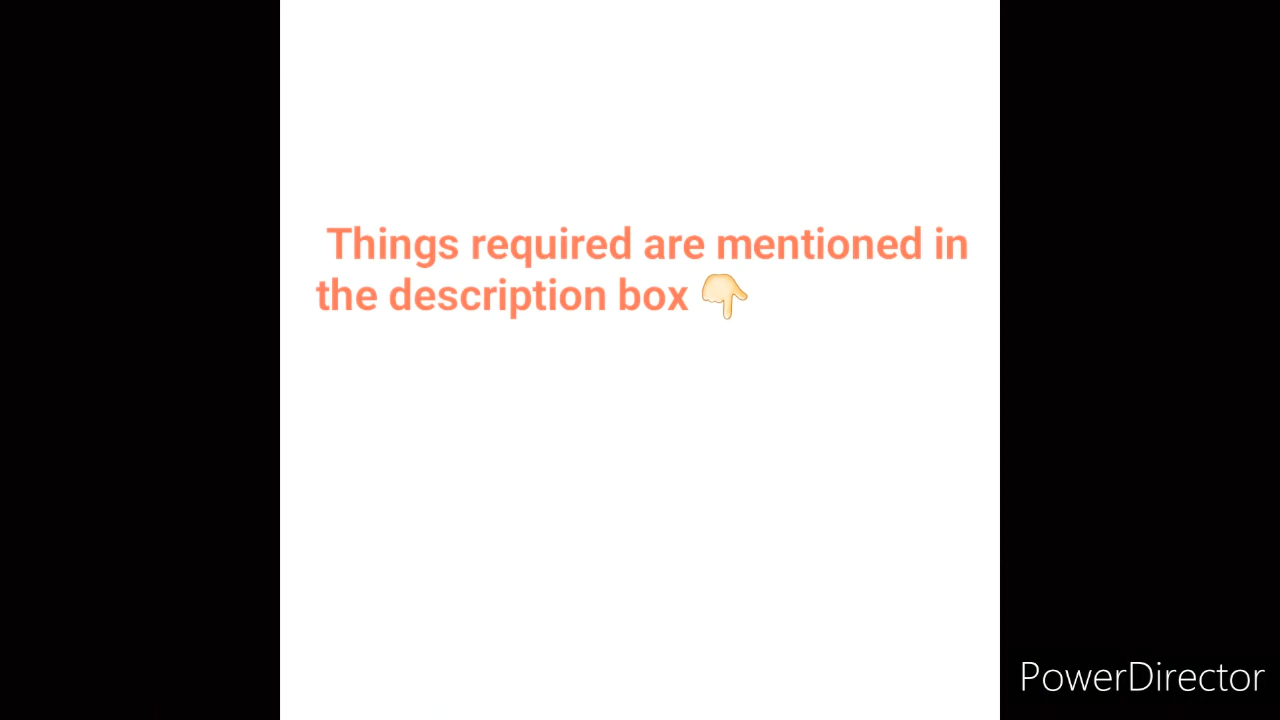 Things required are mentioned in
the description box 👇
PowerDirector